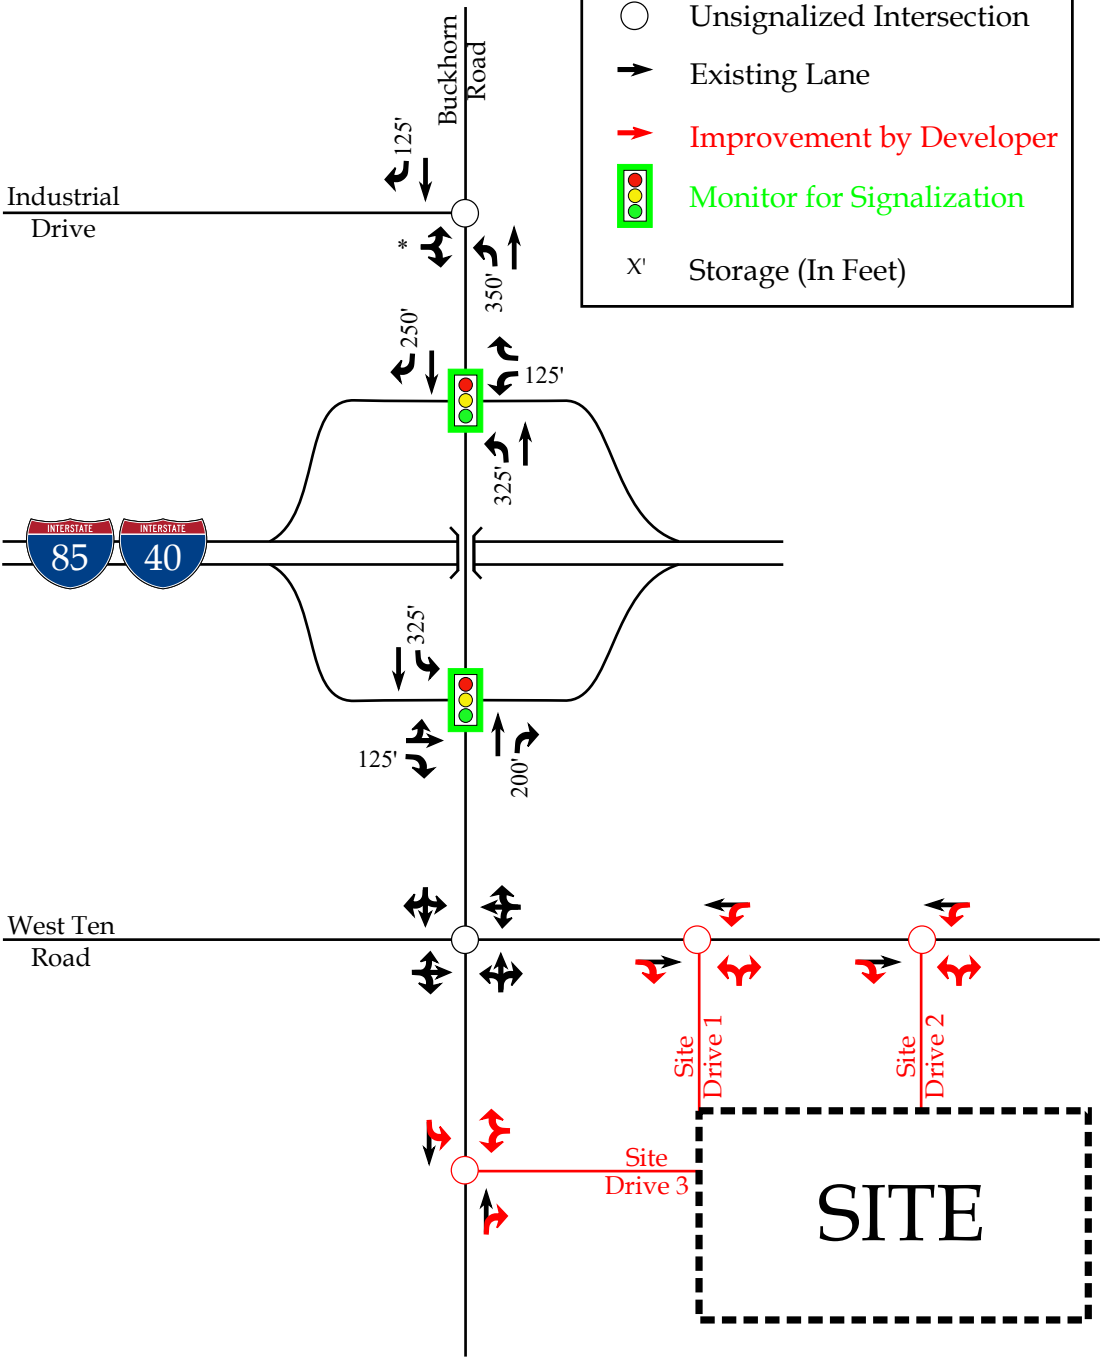 Unsignalized Intersection
Existing Lane
Improvement by Developer
Monitor for Signalization
X' Storage (In Feet)
Buckhorn
Road
125'
Industrial
Drive
*
350'
250'
125'
325'
INTERSTATE
85
INTERSTATE
40
325'
125'
200'
West Ten
Road
Site
Drive 1
Site
Drive 2
Site
Drive 3
SITE